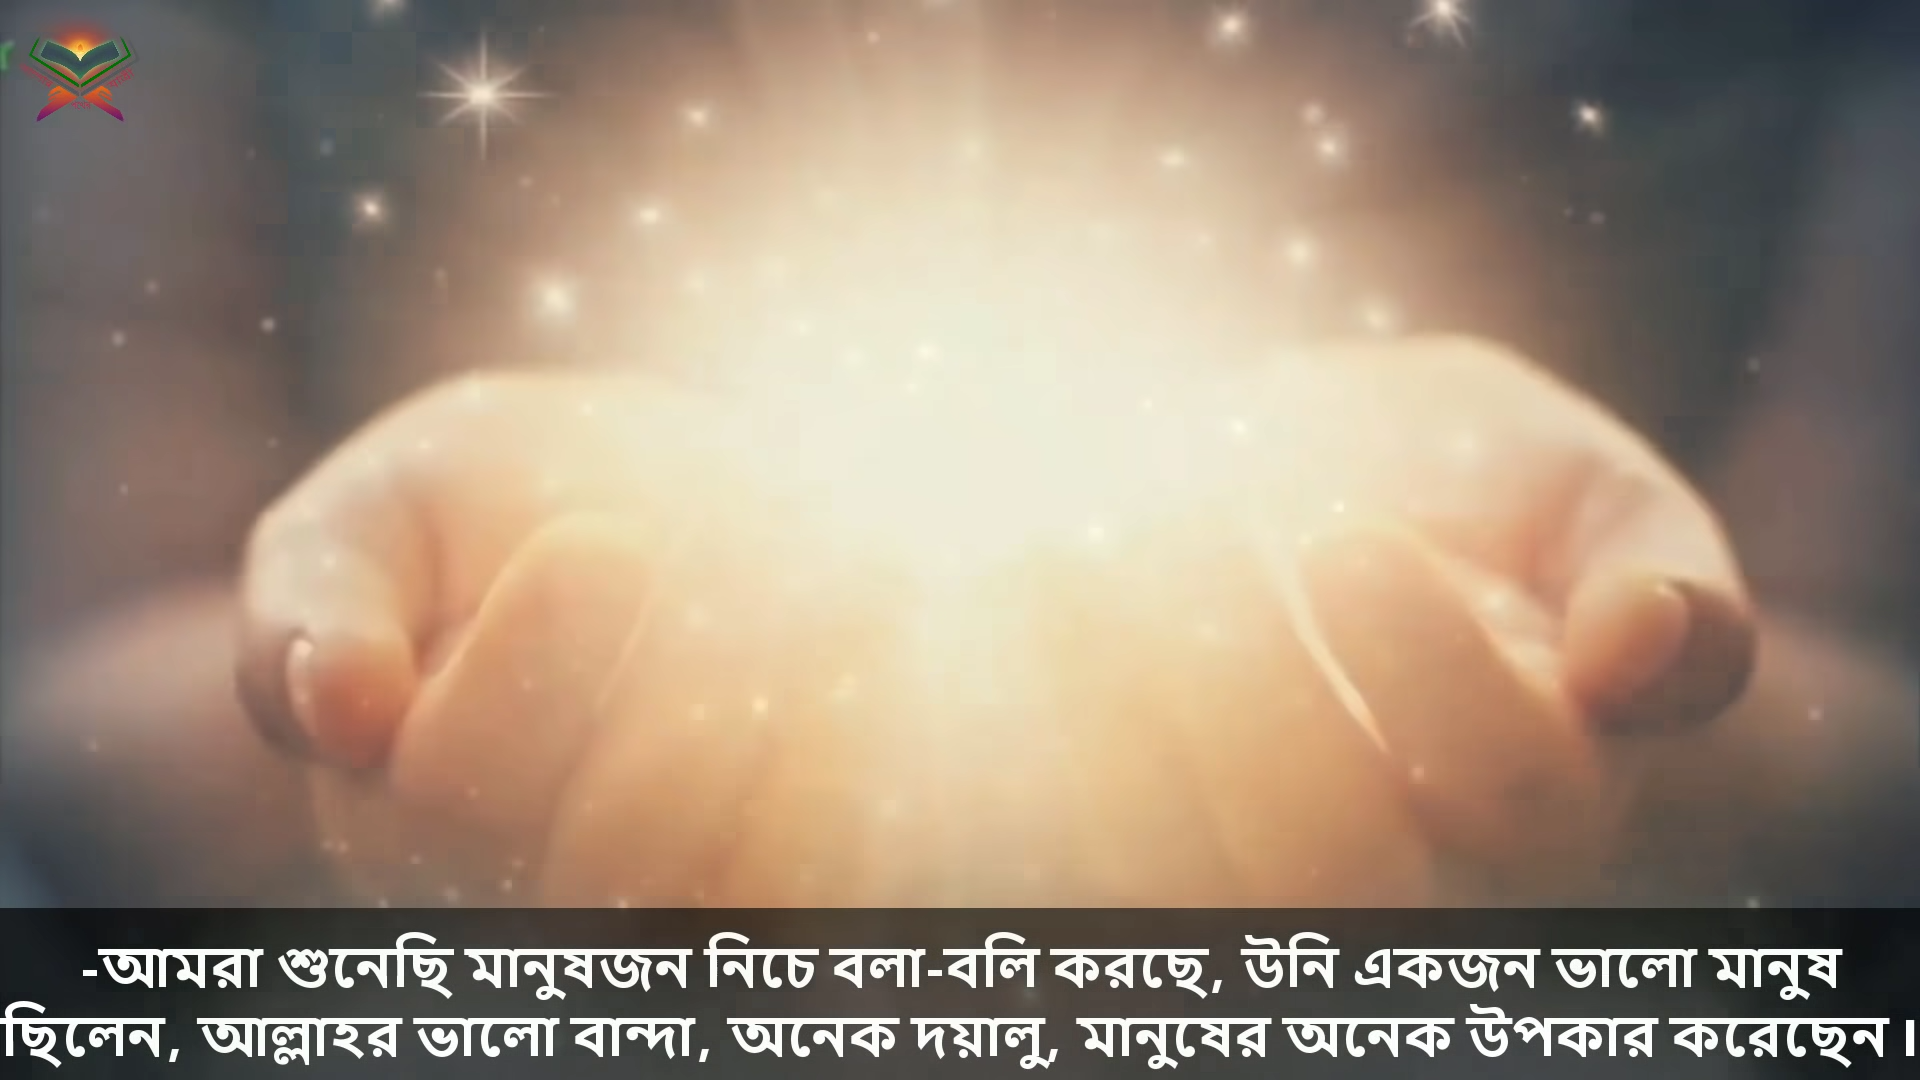 -আমরা শুনেছি মানুষজন নিচে বলা-বলি করছে, উনি একজন ভালো মানুষ
ছিলেন, আল্লাহর ভালো বান্দা, অনেক দয়ালু, মানুষের অনেক উপকার করেছেন।